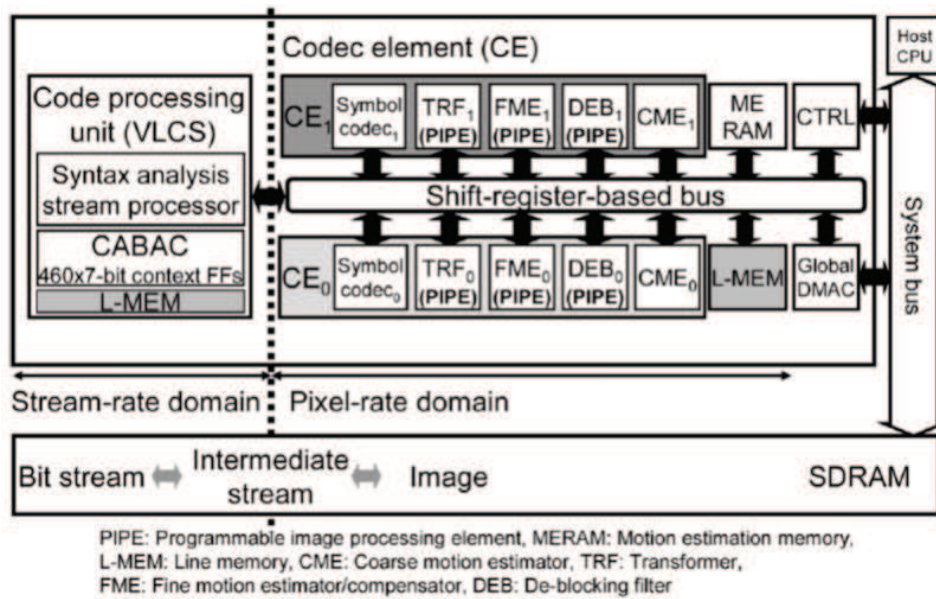 Codec element (CE)
Host
CPU
Code processing
unit (VLCS)
Syntax analysis
stream processor
CABAC
460x7-bit context FFs
L-MEM
CE1
Symbol
codec1
TRF1
(PIPE)
FME1
(PIPE)
DEB1
(PIPE)
CME1
ME
RAM
CTRL
Shift-register-based bus
CE0
Symbol
codec0
TRF0
(PIPE)
FME0
(PIPE)
DEB0
(PIPE)
CME0
L-MEM
Global
DMAC
System bus
Stream-rate domain
Pixel-rate domain
Bit stream
Intermediate
stream
Image
SDRAM
PIPE: Programmable image processing element, MERAM: Motion estimation memory,
L-MEM: Line memory, CME: Coarse motion estimator, TRF: Transformer,
FME: Fine motion estimator/compensator, DEB: De-blocking filter